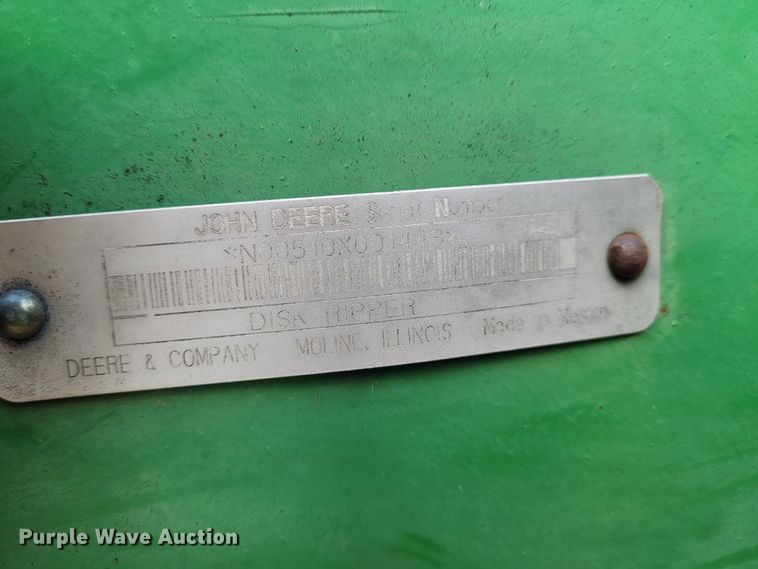 JOHN DEERE Serial Number
*N00510X001443*
DISK RIPPER
DEERE & COMPANY MOLINE, ILLINOIS Made in Mexico
Purple Wave Auction